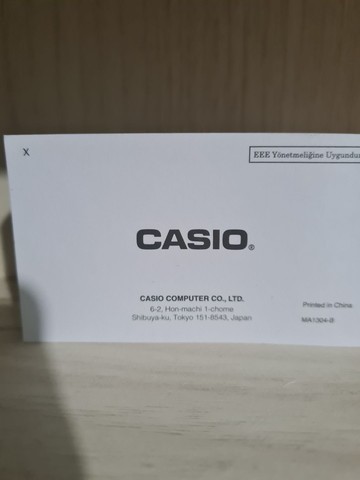 X
EEE Yönetmeliğine Uygundur
CASIO®
CASIO COMPUTER CO., LTD.
6-2, Hon-machi 1-chome
Shibuya-ku, Tokyo 151-8543, Japan
Printed in China
MA1304-B